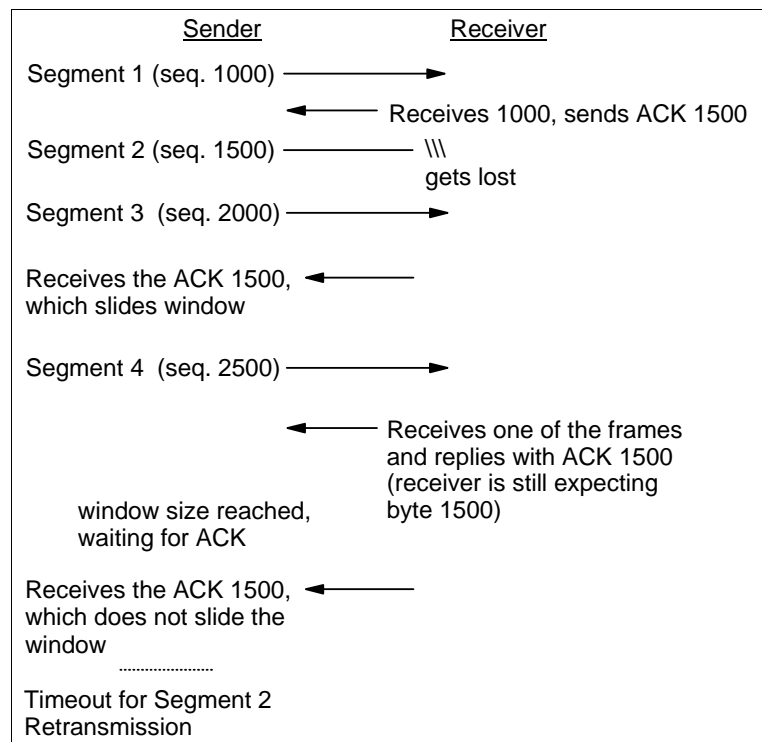 Sender Receiver
Segment 1 (seq. 1000)
Receives 1000, sends ACK 1500
Segment 2 (seq. 1500) \\\
gets lost
Segment 3 (seq. 2000)
Receives the ACK 1500,
which slides window
Segment 4 (seq. 2500)
Receives one of the frames
and replies with ACK 1500
(receiver is still expecting
byte 1500)
window size reached,
waiting for ACK
Receives the ACK 1500,
which does not slide the
window
Timeout for Segment 2
Retransmission